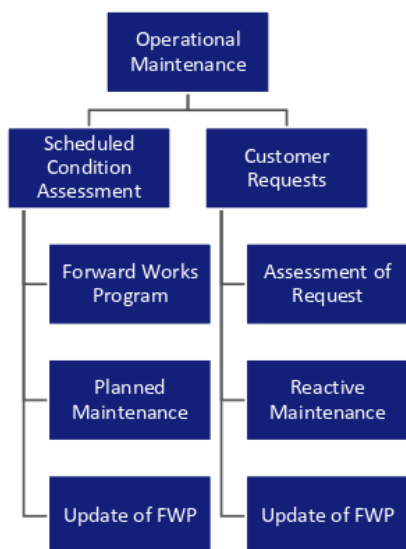 Operational
Maintenance
Scheduled
Condition
Assessment
Customer
Requests
Forward Works
Program
Assessment of
Request
Planned
Maintenance
Reactive
Maintenance
Update of FWP
Update of FWP